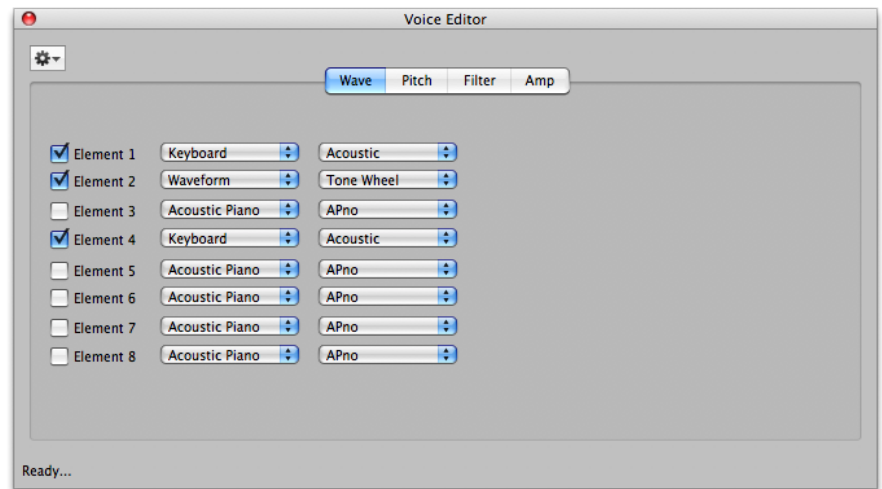 Voice Editor
Wave Pitch Filter Amp
Element 1 Keyboard Acoustic
Element 2 Waveform Tone Wheel
Element 3 Acoustic Piano APno
Element 4 Keyboard Acoustic
Element 5 Acoustic Piano APno
Element 6 Acoustic Piano APno
Element 7 Acoustic Piano APno
Element 8 Acoustic Piano APno
Ready...